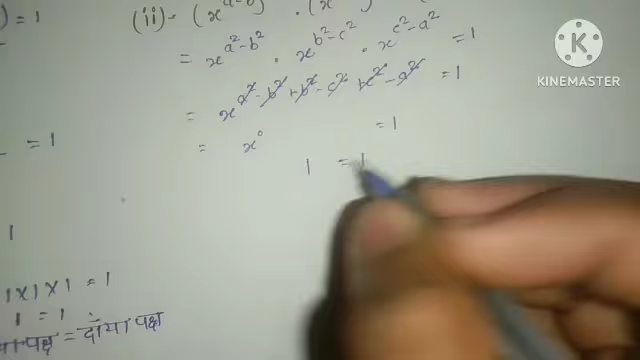 ) = 1
(ii) - (x^{a-b}) . (x
= x^{a²-b²} . x^{b²-c²} . x^{c²-a²} = 1
= x^{a²-b²+b²-c²+c²-a²} = 1
= x° = 1
1 = 1
= 1
1
1×1×1 = 1
1 = 1
पक्ष = दाँया पक्ष
KINEMASTER